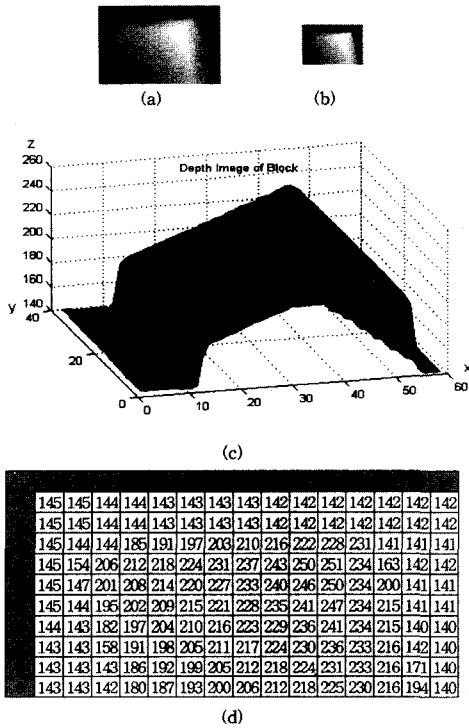 (a)
(b)
z
260
Depth Image of Block
240
220
200
180
160
y 140
40
20
0
0
10
20
30
40
50
60
x
(c)
145 145 144 144 143 143 143 143 142 142 142 142 142 142 142
145 145 144 144 143 143 143 143 142 142 142 142 142 142 142
145 144 144 185 191 197 203 210 216 222 228 231 141 141 141
145 154 206 212 218 224 231 237 243 250 251 234 163 142 142
145 147 201 208 214 220 227 233 240 246 250 234 200 141 141
145 144 195 202 209 215 221 228 235 241 247 234 215 141 141
144 143 182 197 204 210 216 223 229 236 241 234 215 140 140
143 143 158 191 198 205 211 217 224 230 236 233 216 142 140
143 143 143 186 192 199 205 212 218 224 231 233 216 171 140
143 143 142 180 187 193 200 206 212 218 225 230 216 194 140
(d)